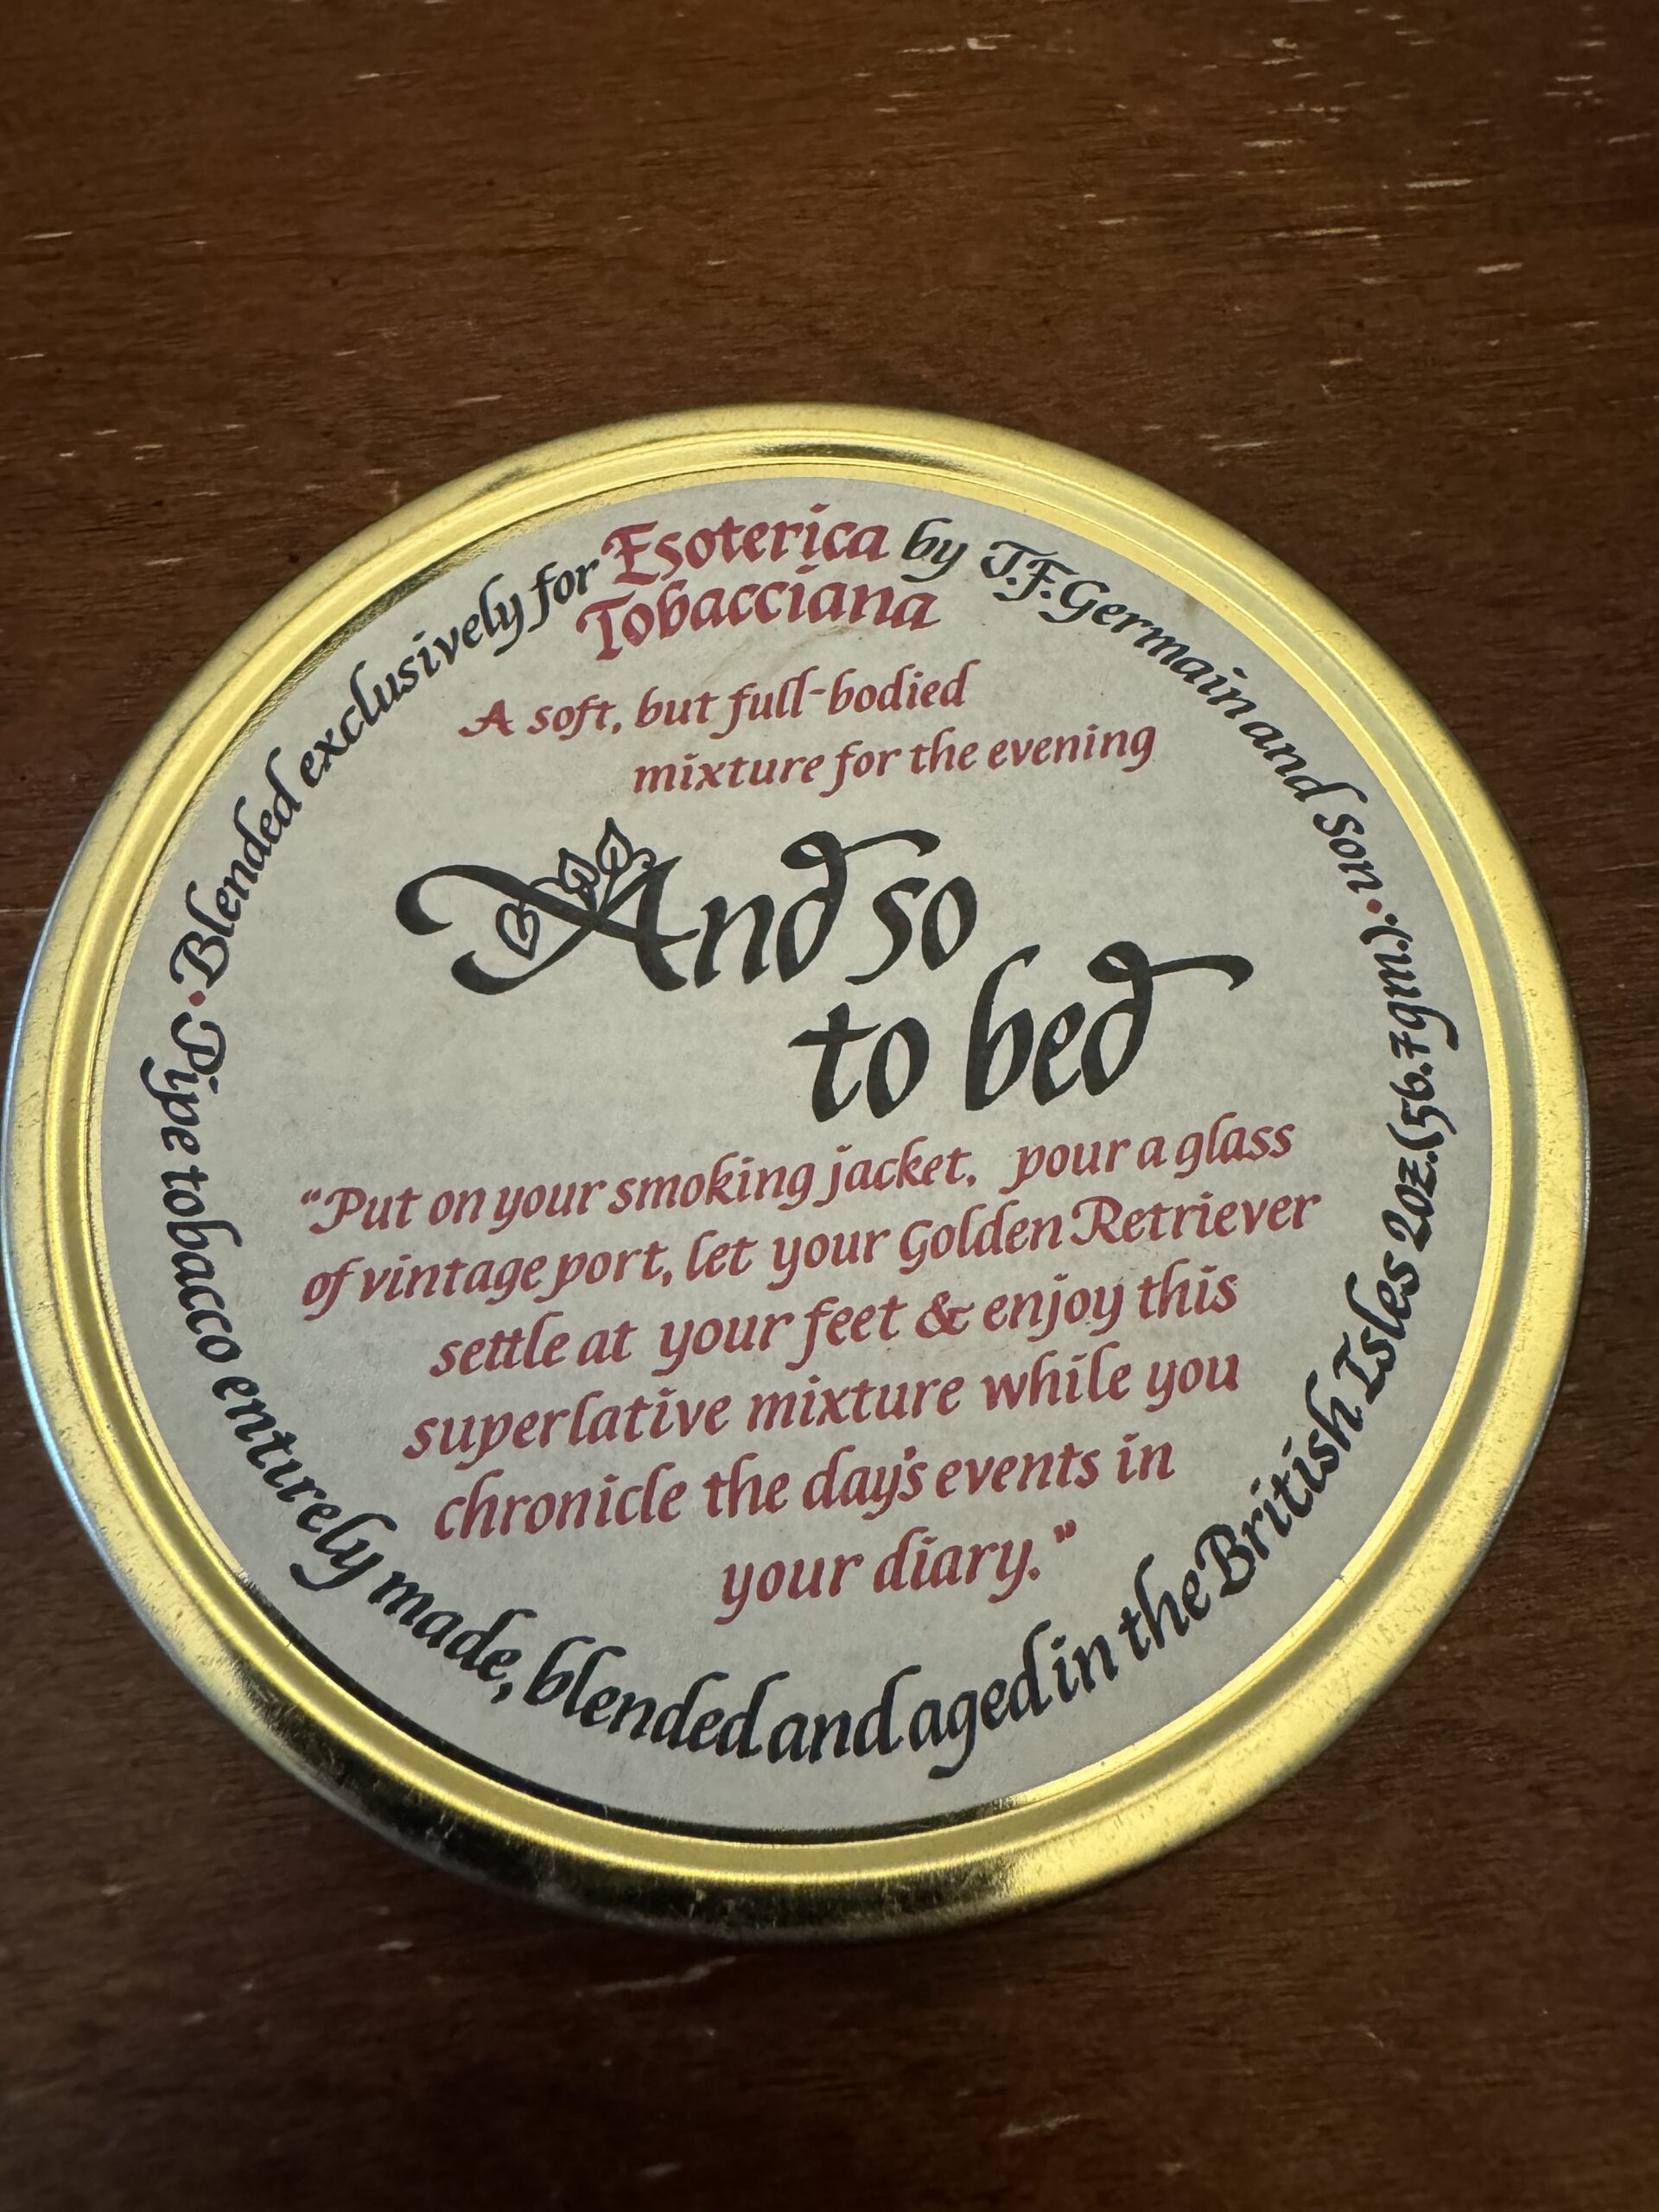 Blended exclusively for Esoterica by J.F. Germain and Son.
Tobacciana
A soft, but full-bodied
mixture for the evening
And so
to bed
"Put on your smoking jacket, pour a glass
of vintage port, let your Golden Retriever
settle at your feet & enjoy this
superlative mixture while you
chronicle the day's events in
your diary."
Pipe tobacco entirely made, blended and aged in the British Isles 2oz. (56.7gm.).